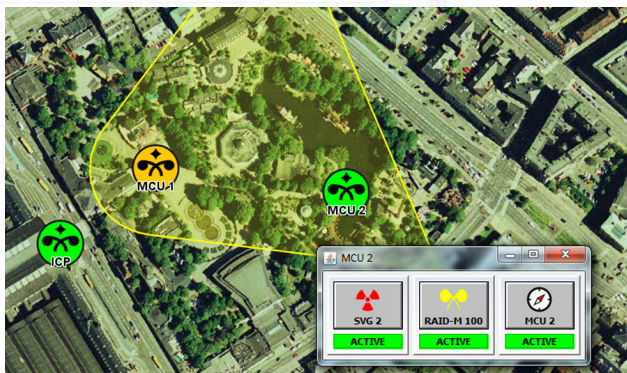 MCU 1
MCU 2
ICP
MCU 2
SVG 2
RAID-M 100
MCU 2
ACTIVE
ACTIVE
ACTIVE